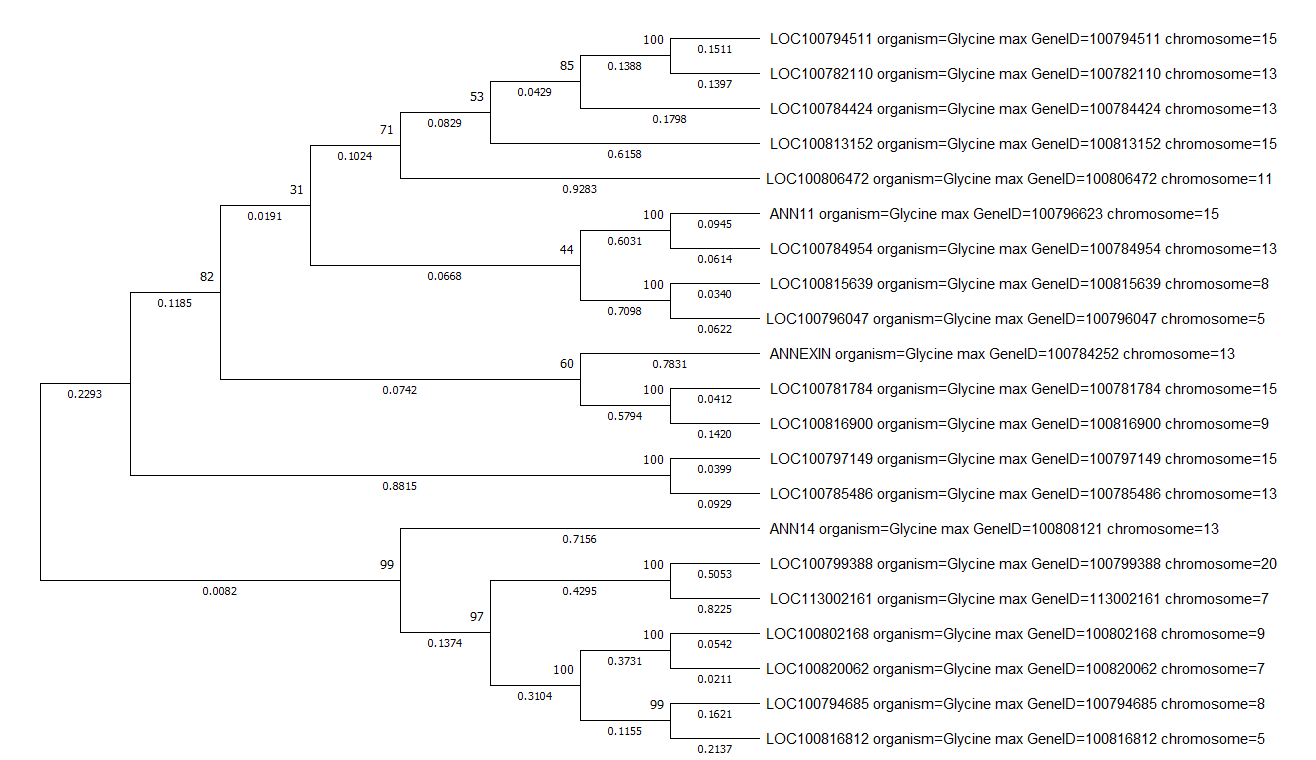 100
LOC100794511 organism=Glycine max GeneID=100794511 chromosome=15
0.1511
85
0.1388
LOC100782110 organism=Glycine max GeneID=100782110 chromosome=13
0.1397
53
0.0429
LOC100784424 organism=Glycine max GeneID=100784424 chromosome=13
0.1798
71
0.0829
LOC100813152 organism=Glycine max GeneID=100813152 chromosome=15
0.6158
31
0.1024
LOC100806472 organism=Glycine max GeneID=100806472 chromosome=11
0.9283
0.0191
100
ANN11 organism=Glycine max GeneID=100796623 chromosome=15
0.0945
44
0.6031
LOC100784954 organism=Glycine max GeneID=100784954 chromosome=13
0.0614
82
0.0668
100
LOC100815639 organism=Glycine max GeneID=100815639 chromosome=8
0.0340
0.1185
0.7098
LOC100796047 organism=Glycine max GeneID=100796047 chromosome=5
0.0622
60
ANNEXIN organism=Glycine max GeneID=100784252 chromosome=13
0.7831
0.2293
0.0742
100
LOC100781784 organism=Glycine max GeneID=100781784 chromosome=15
0.0412
0.5794
LOC100816900 organism=Glycine max GeneID=100816900 chromosome=9
0.1420
100
LOC100797149 organism=Glycine max GeneID=100797149 chromosome=15
0.0399
0.8815
LOC100785486 organism=Glycine max GeneID=100785486 chromosome=13
0.0929
ANN14 organism=Glycine max GeneID=100808121 chromosome=13
0.7156
99
0.0082
100
LOC100799388 organism=Glycine max GeneID=100799388 chromosome=20
0.5053
0.4295
LOC113002161 organism=Glycine max GeneID=113002161 chromosome=7
0.8225
97
0.1374
100
LOC100802168 organism=Glycine max GeneID=100802168 chromosome=9
0.0542
0.3731
LOC100820062 organism=Glycine max GeneID=100820062 chromosome=7
0.0211
100
0.3104
99
LOC100794685 organism=Glycine max GeneID=100794685 chromosome=8
0.1621
0.1155
LOC100816812 organism=Glycine max GeneID=100816812 chromosome=5
0.2137